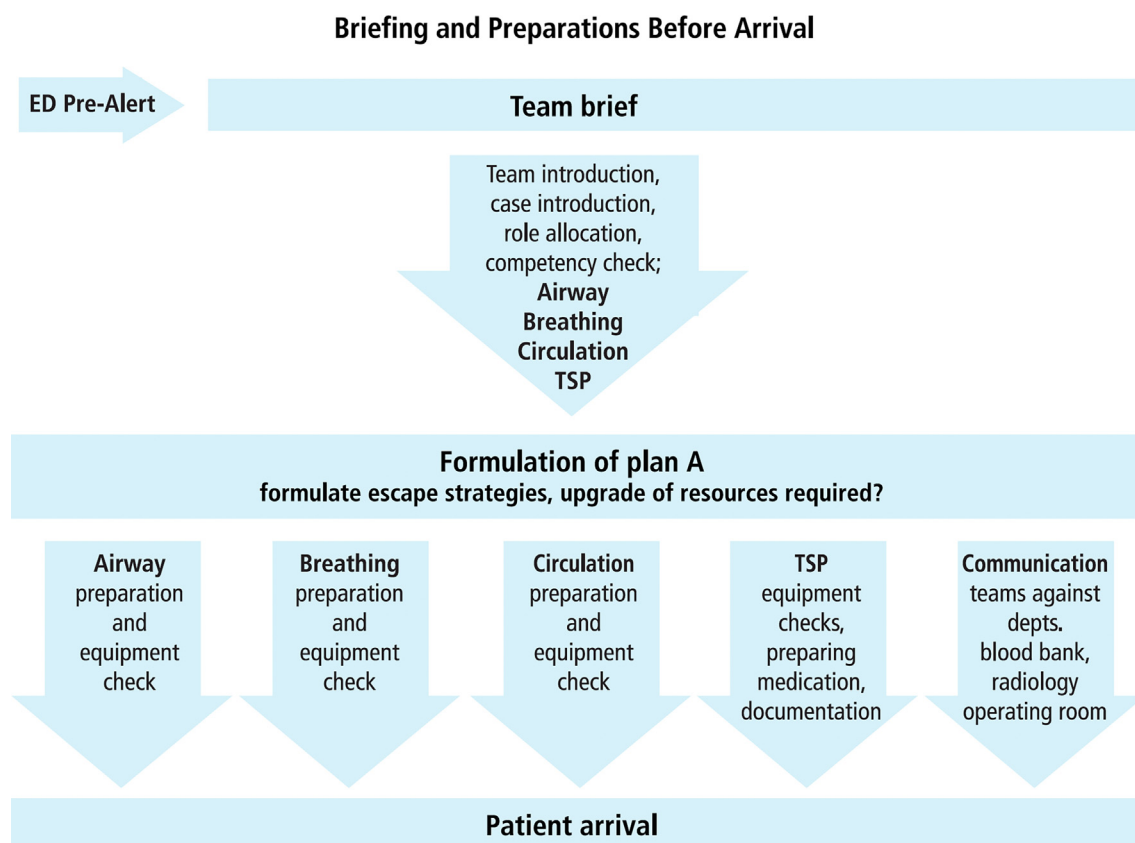 Briefing and Preparations Before Arrival
ED Pre-Alert
Team brief
Team introduction,
case introduction,
role allocation,
competency check;
Airway
Breathing
Circulation
TSP
Formulation of plan A
formulate escape strategies, upgrade of resources required?
Airway
preparation
and
equipment
check
Breathing
preparation
and
equipment
check
Circulation
preparation
and
equipment
check
TSP
equipment
checks,
preparing
medication,
documentation
Communication
teams against
depts.
blood bank,
radiology
operating room
Patient arrival